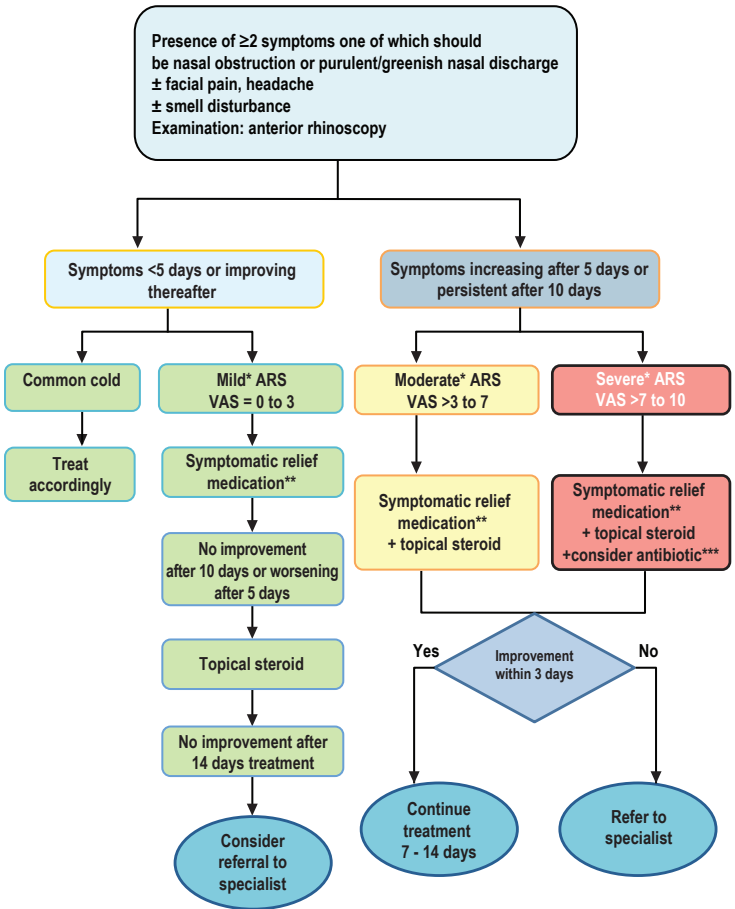 Presence of ≥2 symptoms one of which should
be nasal obstruction or purulent/greenish nasal discharge
± facial pain, headache
± smell disturbance
Examination: anterior rhinoscopy
Symptoms <5 days or improving
thereafter
Symptoms increasing after 5 days or
persistent after 10 days
Common cold
Mild* ARS
VAS = 0 to 3
Moderate* ARS
VAS >3 to 7
Severe* ARS
VAS >7 to 10
Treat
accordingly
Symptomatic relief
medication**
Symptomatic relief
medication**
+ topical steroid
Symptomatic relief
medication**
+ topical steroid
+consider antibiotic***
No improvement
after 10 days or worsening
after 5 days
Topical steroid
No improvement after
14 days treatment
Consider
referral to
specialist
Yes
Improvement
within 3 days
No
Continue
treatment
7 - 14 days
Refer to
specialist